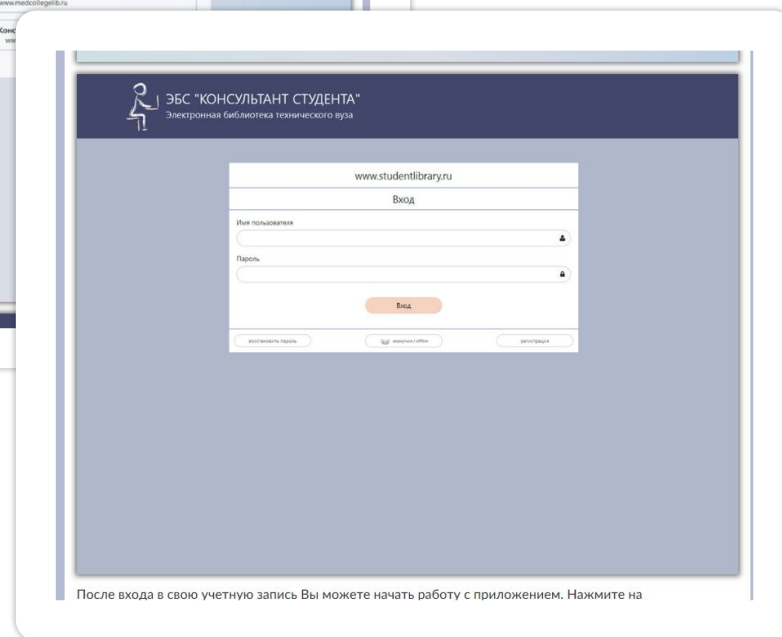 www.medcollegelib.ru
ЭБС "КОНСУЛЬТАНТ СТУДЕНТА"
Электронная библиотека технического вуза
www.studentlibrary.ru
Вход
Имя пользователя
Пароль
Вход
восстановить пароль
регистрация
После входа в свою учетную запись Вы можете начать работу с приложением. Нажмите на